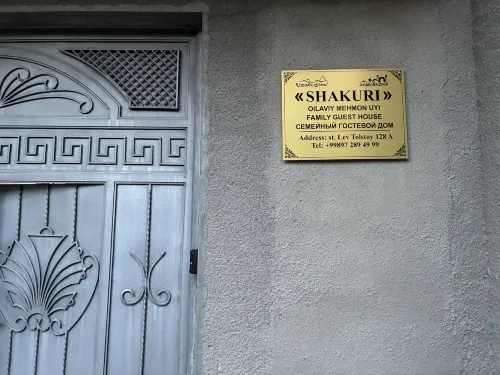 «SHAKURI»
OILAVIY MEHMON UYI
FAMILY GUEST HOUSE
СЕМЕЙНЫЙ ГОСТЕВОЙ ДОМ
Address: st. Lev Tolstoy 128 A
Tel: +99897 289 49 99